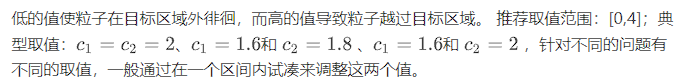 低的值使粒子在目标区域外徘徊，而高的值导致粒子越过目标区域。 推荐取值范围：[0,4]；典
型取值：c₁ = c₂ = 2、c₁ = 1.6和 c₂ = 1.8 、c₁ = 1.6和 c₂ = 2 ，针对不同的问题有
不同的取值，一般通过在一个区间内试凑来调整这两个值。